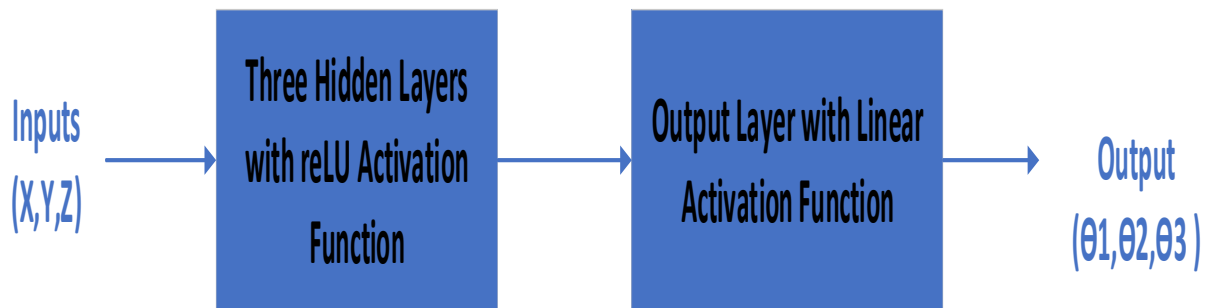 Inputs
(X,Y,Z)
Three Hidden Layers
with reLU Activation
Function
Output Layer with Linear
Activation Function
Output
(Θ1,Θ2,Θ3 )